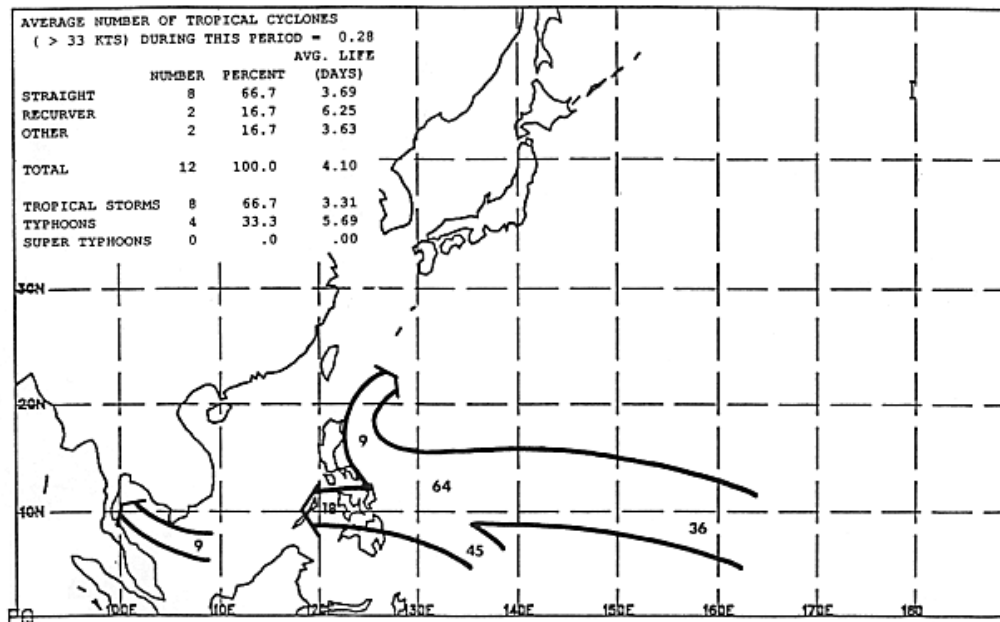 AVERAGE NUMBER OF TROPICAL CYCLONES
( > 33 KTS) DURING THIS PERIOD = 0.28
AVG. LIFE
NUMBER PERCENT (DAYS)
STRAIGHT 8 66.7 3.69
RECURVER 2 16.7 6.25
OTHER 2 16.7 3.63
TOTAL 12 100.0 4.10
TROPICAL STORMS 8 66.7 3.31
TYPHOONS 4 33.3 5.69
SUPER TYPHOONS 0 .0 .00
30N
20N
9
64
10N
18
36
9
45
EQ
100E 120E 130E 140E 150E 160E 180